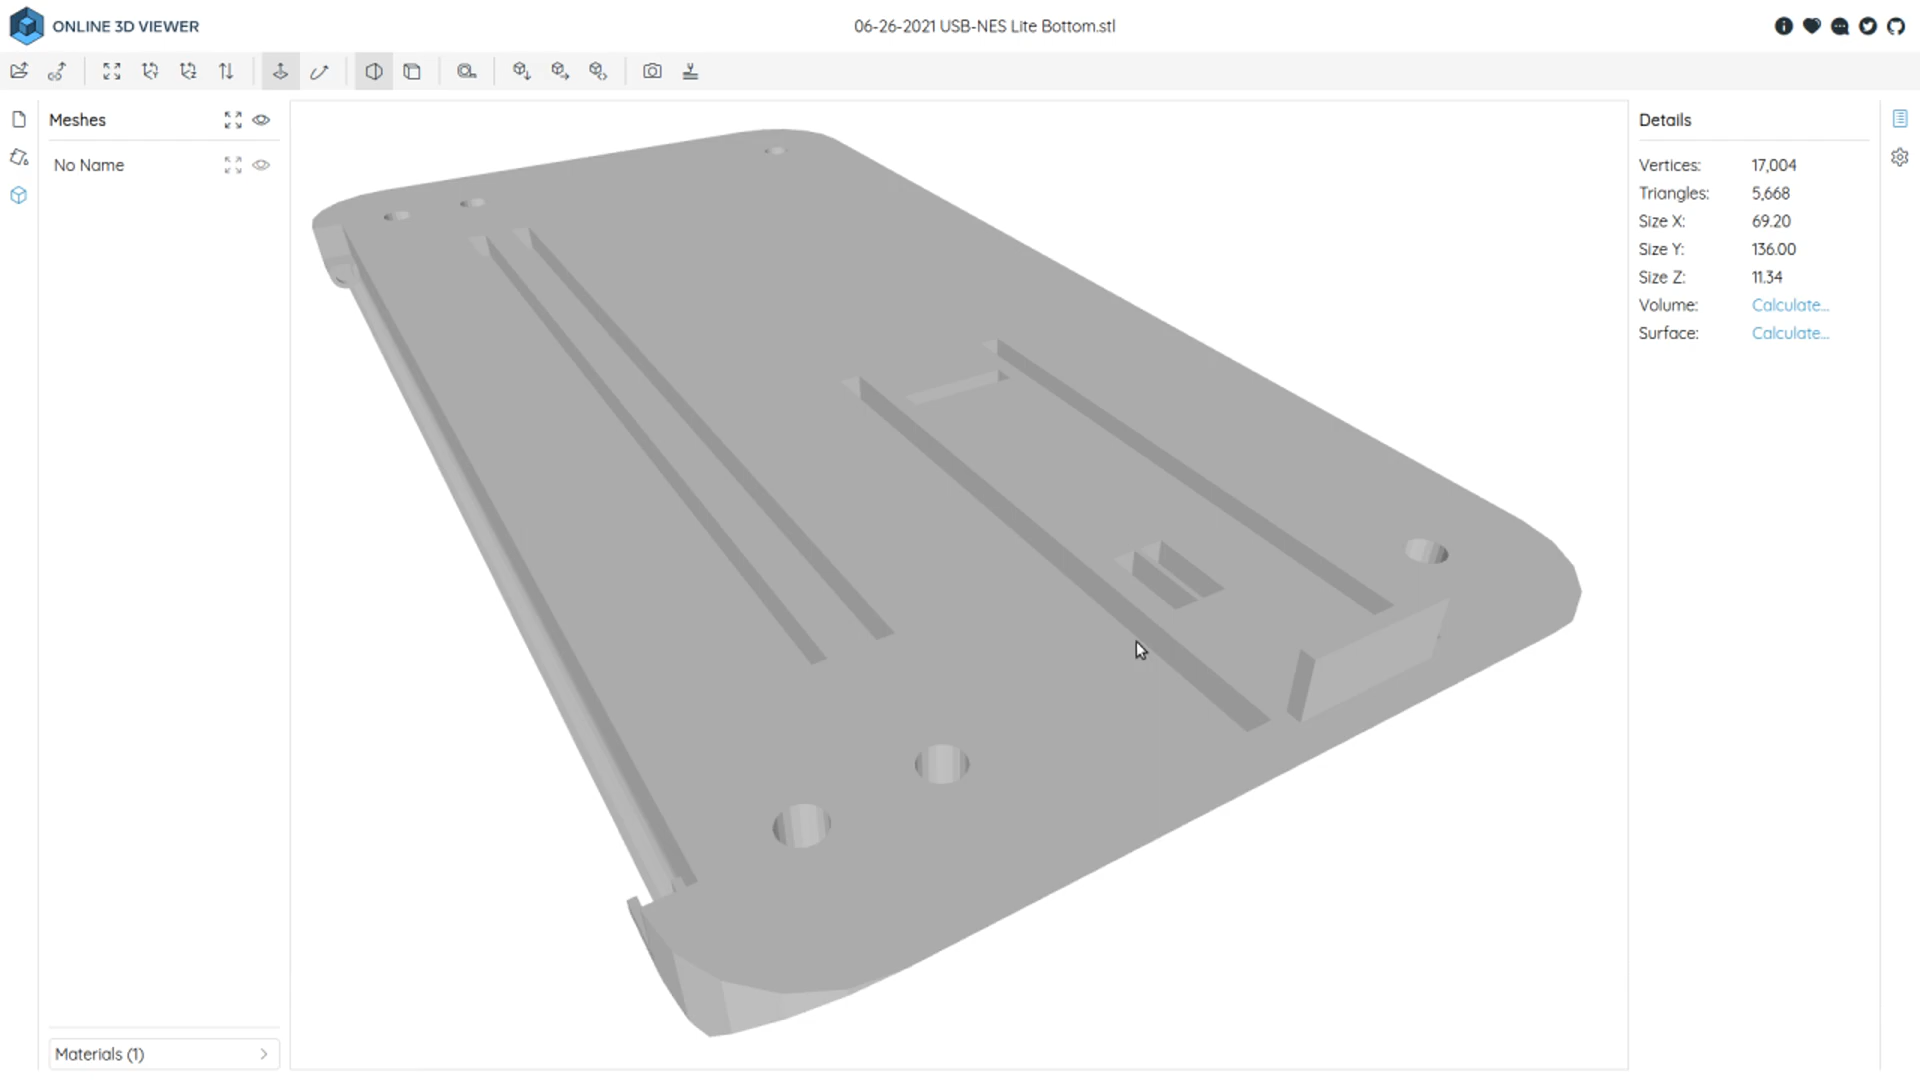 ONLINE 3D VIEWER
06-26-2021 USB-NES Lite Bottom.stl
Meshes
No Name
Materials (1)
Details
Vertices: 17,004
Triangles: 5,668
Size X: 69.20
Size Y: 136.00
Size Z: 11.34
Volume: Calculate...
Surface: Calculate...